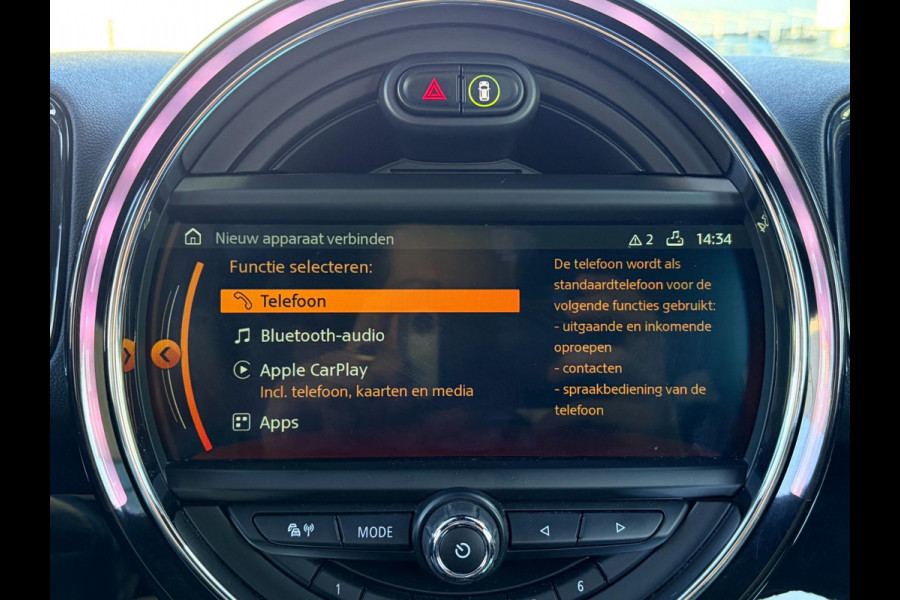 Nieuw apparaat verbinden 2 14:34
Functie selecteren:
Telefoon
Bluetooth-audio
Apple CarPlay
Incl. telefoon, kaarten en media
Apps
De telefoon wordt als
standaardtelefoon voor de
volgende functies gebruikt:
- uitgaande en inkomende
oproepen
- contacten
- spraakbediening van de
telefoon
MODE
1
6